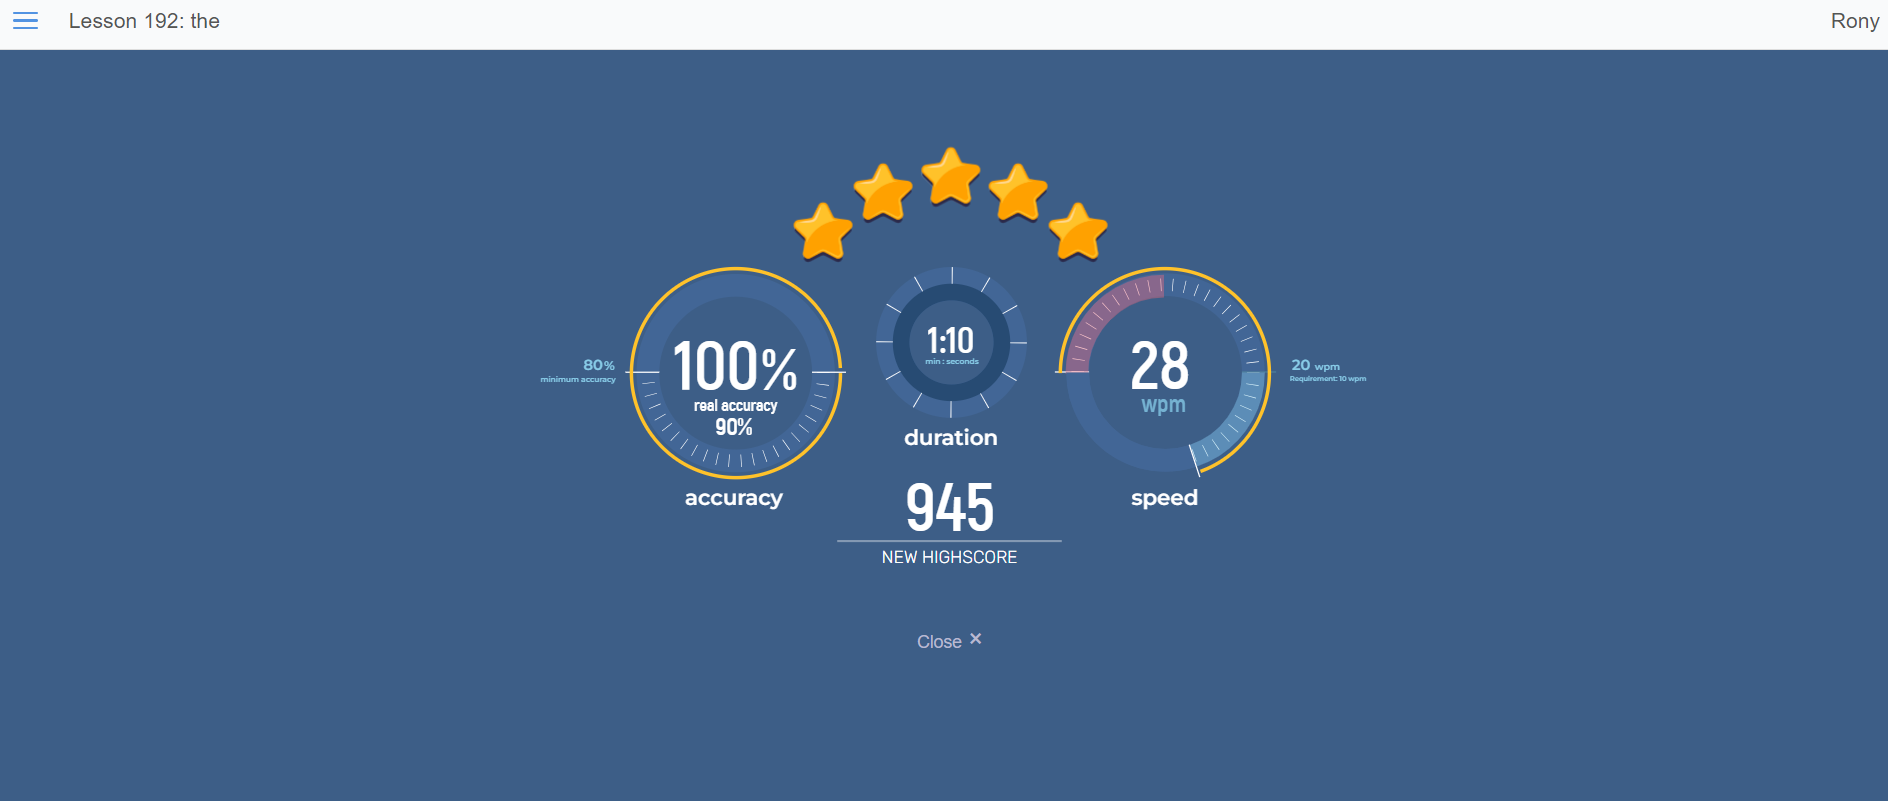 Lesson 192: the
Rony
80%
minimum accuracy
100%
real accuracy
90%
accuracy
1:10
min : seconds
duration
28
wpm
speed
20 wpm
Requirement: 10 wpm
945
NEW HIGHSCORE
Close ×